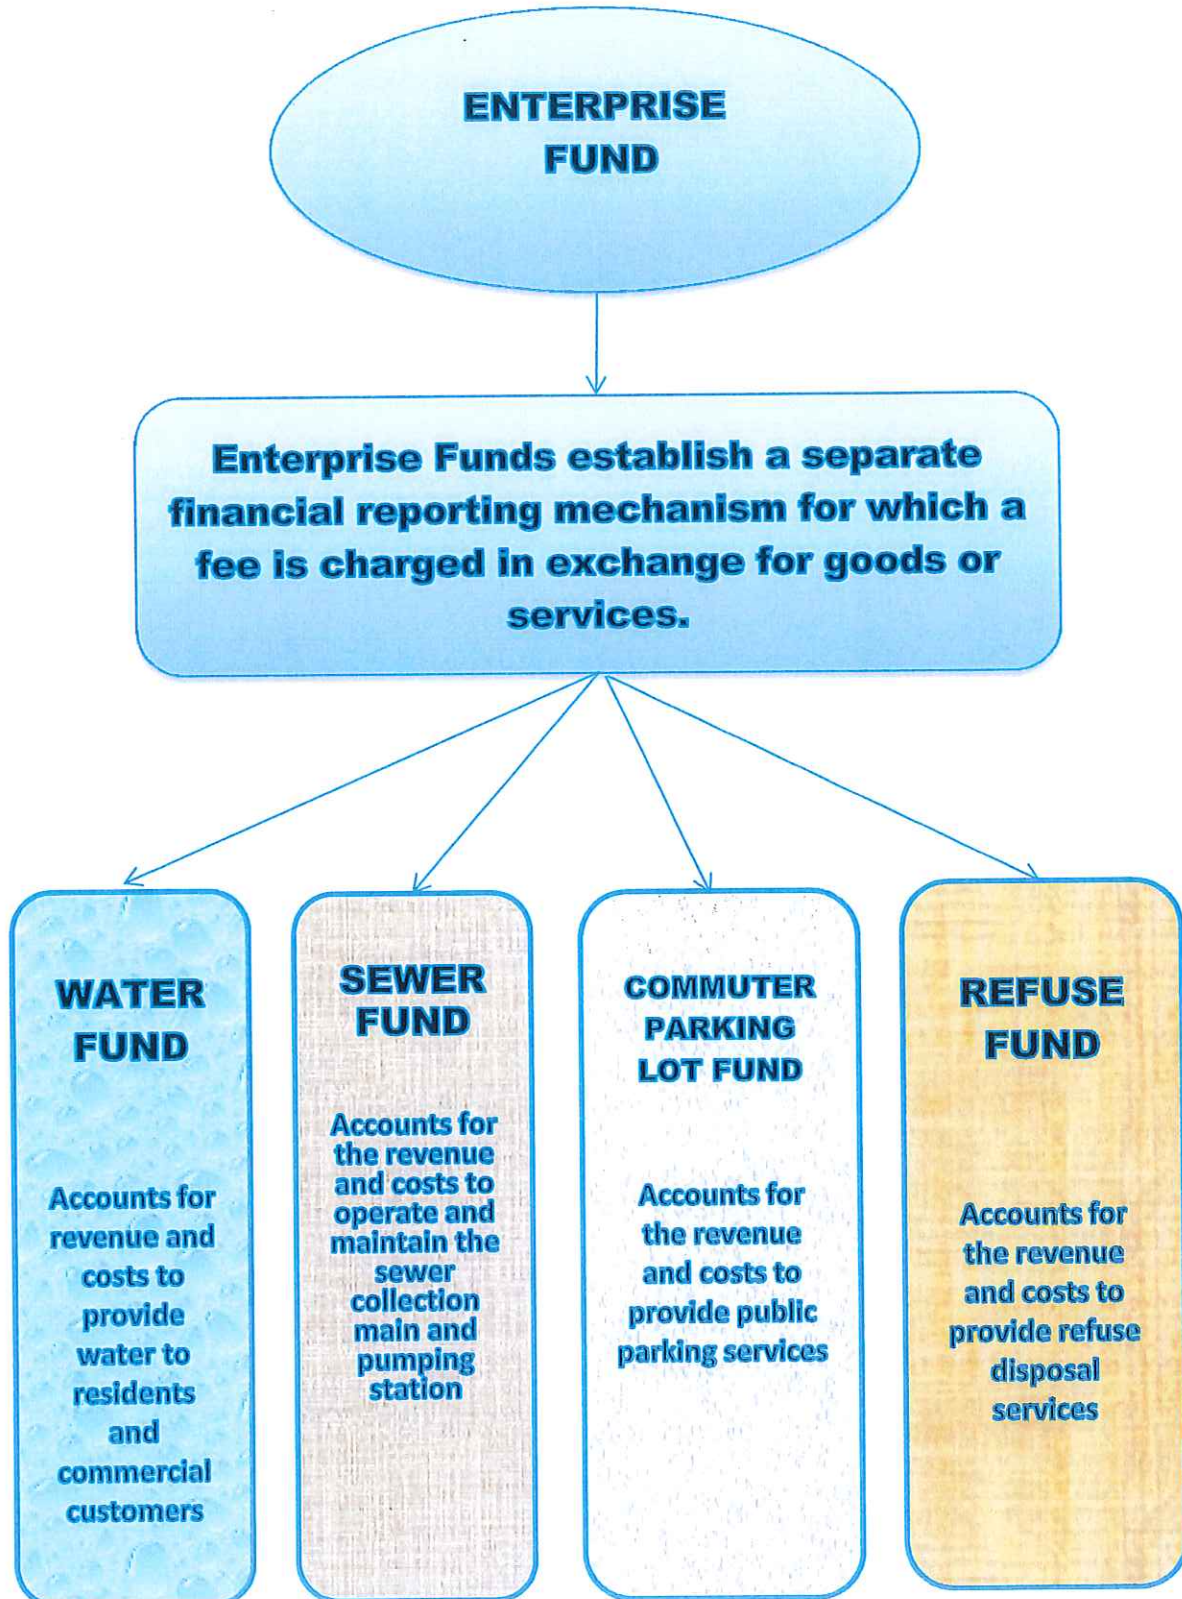 ENTERPRISE
FUND
Enterprise Funds establish a separate
financial reporting mechanism for which a
fee is charged in exchange for goods or
services.
WATER
FUND
Accounts for
revenue and
costs to
provide
water to
residents
and
commercial
customers
SEWER
FUND
Accounts for
the revenue
and costs to
operate and
maintain the
sewer
collection
main and
pumping
station
COMMUTER
PARKING
LOT FUND
Accounts for
the revenue
and costs to
provide public
parking services
REFUSE
FUND
Accounts for
the revenue
and costs to
provide refuse
disposal
services